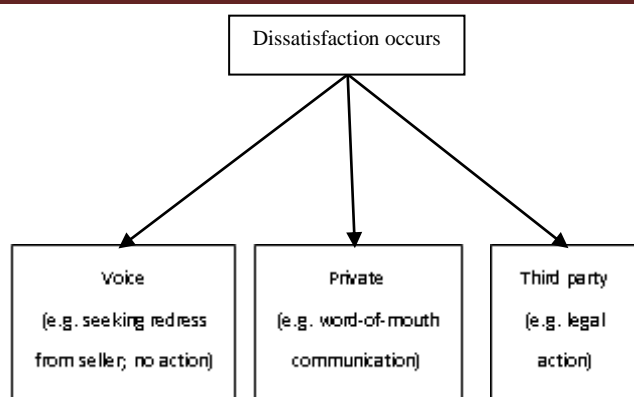 Dissatisfaction occurs
Voice
(e.g. seeking redress
from seller; no action)
Private
(e.g. word-of-mouth
communication)
Third party
(e.g. legal
action)